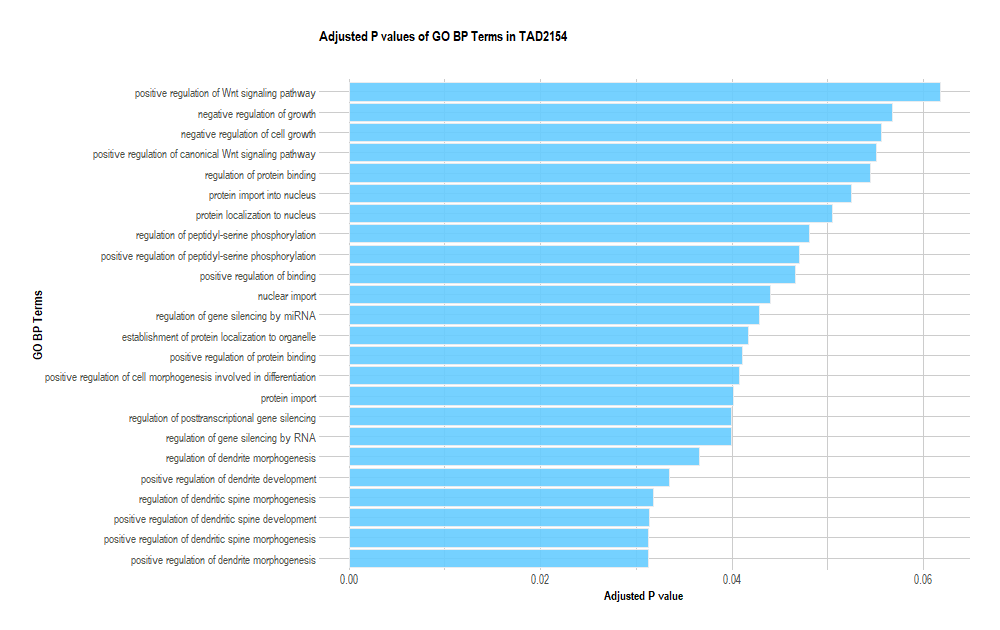 Adjusted P values of GO BP Terms in TAD2154
GO BP Terms
positive regulation of Wnt signaling pathway
negative regulation of growth
negative regulation of cell growth
positive regulation of canonical Wnt signaling pathway
regulation of protein binding
protein import into nucleus
protein localization to nucleus
regulation of peptidyl-serine phosphorylation
positive regulation of peptidyl-serine phosphorylation
positive regulation of binding
nuclear import
regulation of gene silencing by miRNA
establishment of protein localization to organelle
positive regulation of protein binding
positive regulation of cell morphogenesis involved in differentiation
protein import
regulation of posttranscriptional gene silencing
regulation of gene silencing by RNA
regulation of dendrite morphogenesis
positive regulation of dendrite development
regulation of dendritic spine morphogenesis
positive regulation of dendritic spine development
positive regulation of dendritic spine morphogenesis
positive regulation of dendrite morphogenesis
0.00 0.02 0.04 0.06
Adjusted P value